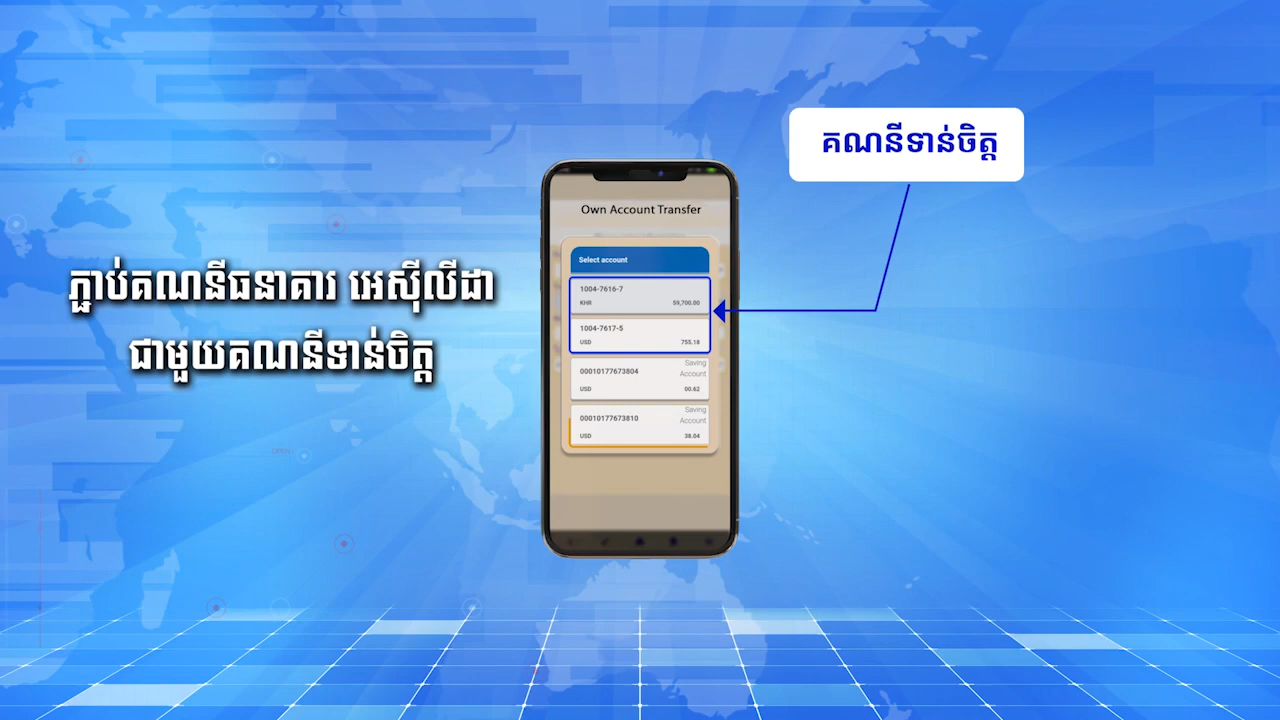 ភ្ជាប់គណនីធនាគារ អេស៊ីលីដា
ជាមួយគណនីទាន់ចិត្ត
គណនីទាន់ចិត្ត
Own Account Transfer
Select account
1004-7616-7
KHR 59,700.00
1004-7617-5
USD 755.18
Saving
00010177673804 Account
USD 00.62
Saving
00010177673810 Account
USD 38.04
OPEN